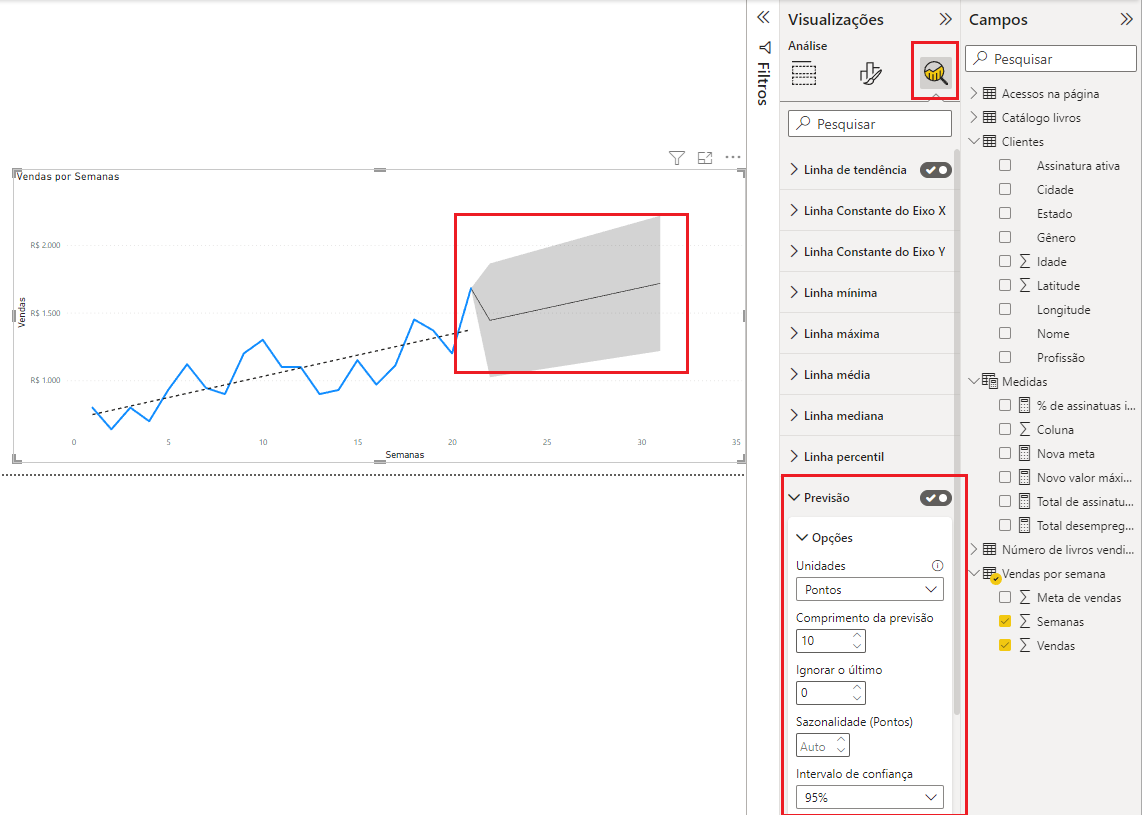 Vendas por Semanas
R$ 2.000
R$ 1.500
R$ 1.000
Vendas
0 5 10 15 20 25 30 35
Semanas
Filtros
Visualizações
Análise
Pesquisar
Linha de tendência
Linha Constante do Eixo X
Linha Constante do Eixo Y
Linha mínima
Linha máxima
Linha média
Linha mediana
Linha percentil
Previsão
Opções
Unidades
Pontos
Comprimento da previsão
10
Ignorar o último
0
Sazonalidade (Pontos)
Auto
Intervalo de confiança
95%
Campos
Pesquisar
Acessos na página
Catálogo livros
Clientes
Assinatura ativa
Cidade
Estado
Gênero
Idade
Latitude
Longitude
Nome
Profissão
Medidas
% de assinatuas i...
Coluna
Nova meta
Novo valor máxi...
Total de assinatu...
Total desempreg...
Número de livros vendi...
Vendas por semana
Meta de vendas
Semanas
Vendas